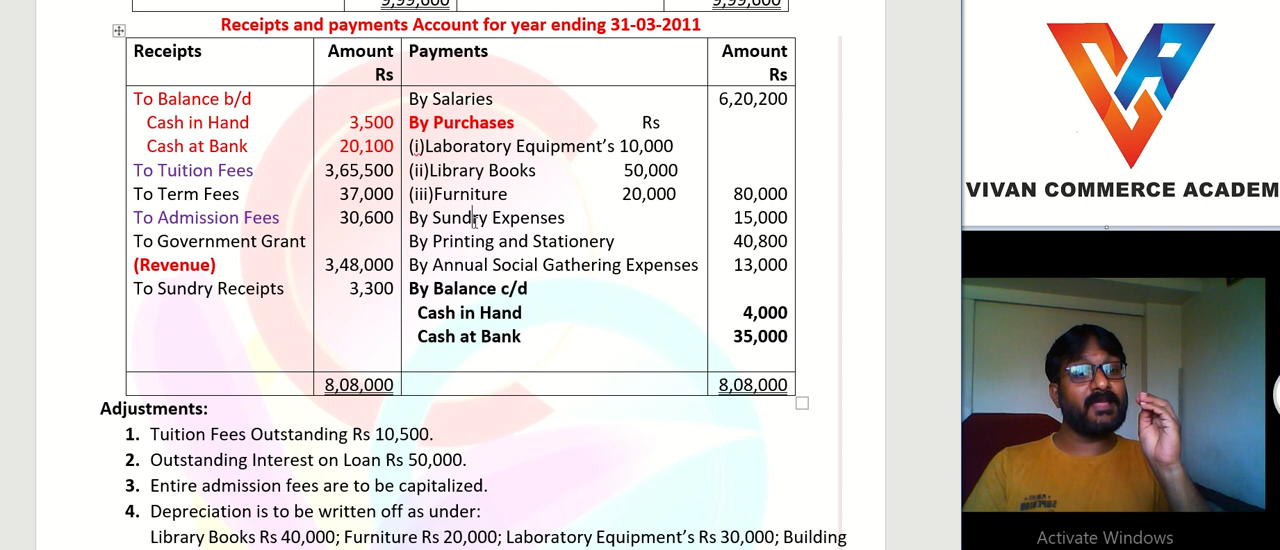 9,99,600 9,99,600
Receipts and payments Account for year ending 31-03-2011
Receipts Amount Rs Payments Amount Rs
To Balance b/d By Salaries 6,20,200
Cash in Hand 3,500 By Purchases Rs
Cash at Bank 20,100 (i)Laboratory Equipment’s 10,000
To Tuition Fees 3,65,500 (ii)Library Books 50,000
To Term Fees 37,000 (iii)Furniture 20,000 80,000
To Admission Fees 30,600 By Sundry Expenses 15,000
To Government Grant By Printing and Stationery 40,800
(Revenue) 3,48,000 By Annual Social Gathering Expenses 13,000
To Sundry Receipts 3,300 By Balance c/d
Cash in Hand 4,000
Cash at Bank 35,000
8,08,000 8,08,000
Adjustments:
1. Tuition Fees Outstanding Rs 10,500.
2. Outstanding Interest on Loan Rs 50,000.
3. Entire admission fees are to be capitalized.
4. Depreciation is to be written off as under:
Library Books Rs 40,000; Furniture Rs 20,000; Laboratory Equipment’s Rs 30,000; Building
VIVAN COMMERCE ACADEM
Activate Windows